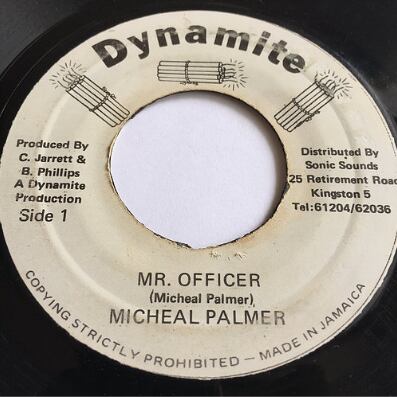 Dynamite
Produced By
C. Jarrett &
B. Phillips
A Dynamite
Production
Side 1
Distributed By
Sonic Sounds
25 Retirement Road
Kingston 5
Tel:61204/62036
MR. OFFICER
(Micheal Palmer)
MICHEAL PALMER
COPYING STRICTLY PROHIBITED — MADE IN JAMAICA